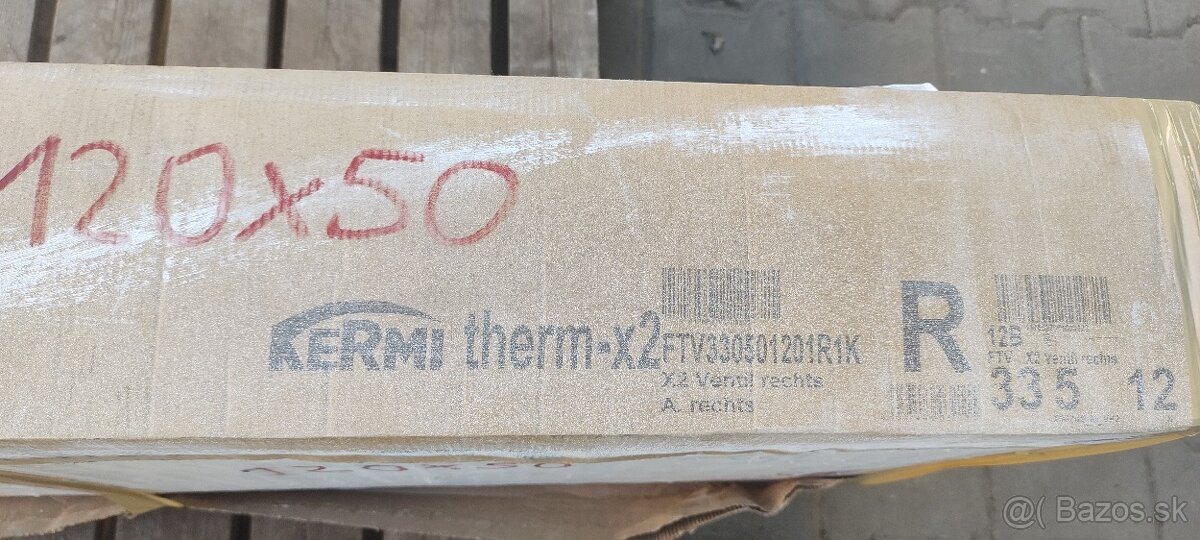 120x50
KERMI therm-x2
FTV330501201R1K
X2 Ventil rechts
A. rechts
R
12B
FTV X2 Ventil rechts
33 5 12
120x50
@( Bazos.sk